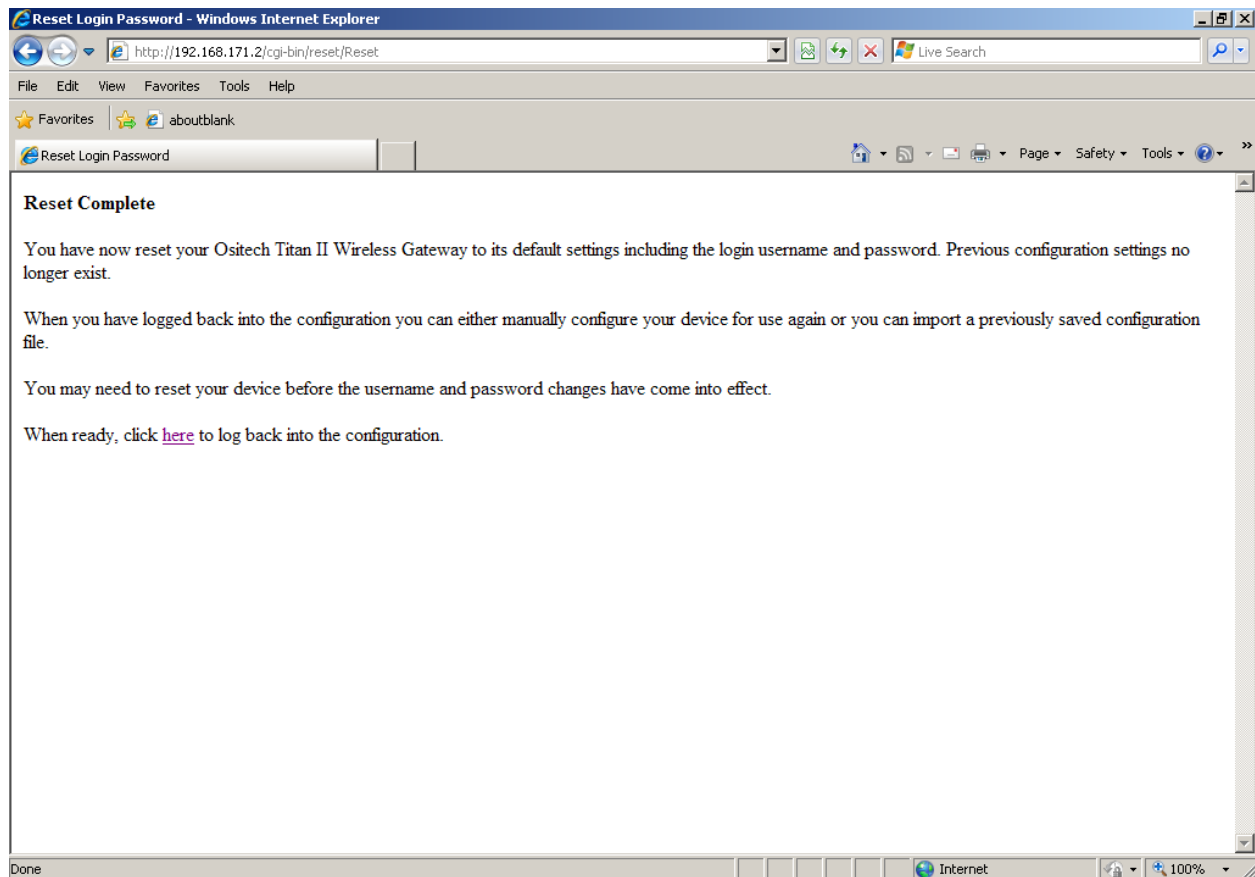 Reset Login Password - Windows Internet Explorer
http://192.168.171.2/cgi-bin/reset/Reset
Live Search
File Edit View Favorites Tools Help
Favorites aboutblank
Reset Login Password
Page Safety Tools
Reset Complete
You have now reset your Ositech Titan II Wireless Gateway to its default settings including the login username and password. Previous configuration settings no
longer exist.
When you have logged back into the configuration you can either manually configure your device for use again or you can import a previously saved configuration
file.
You may need to reset your device before the username and password changes have come into effect.
When ready, click here to log back into the configuration.
Done
Internet
100%